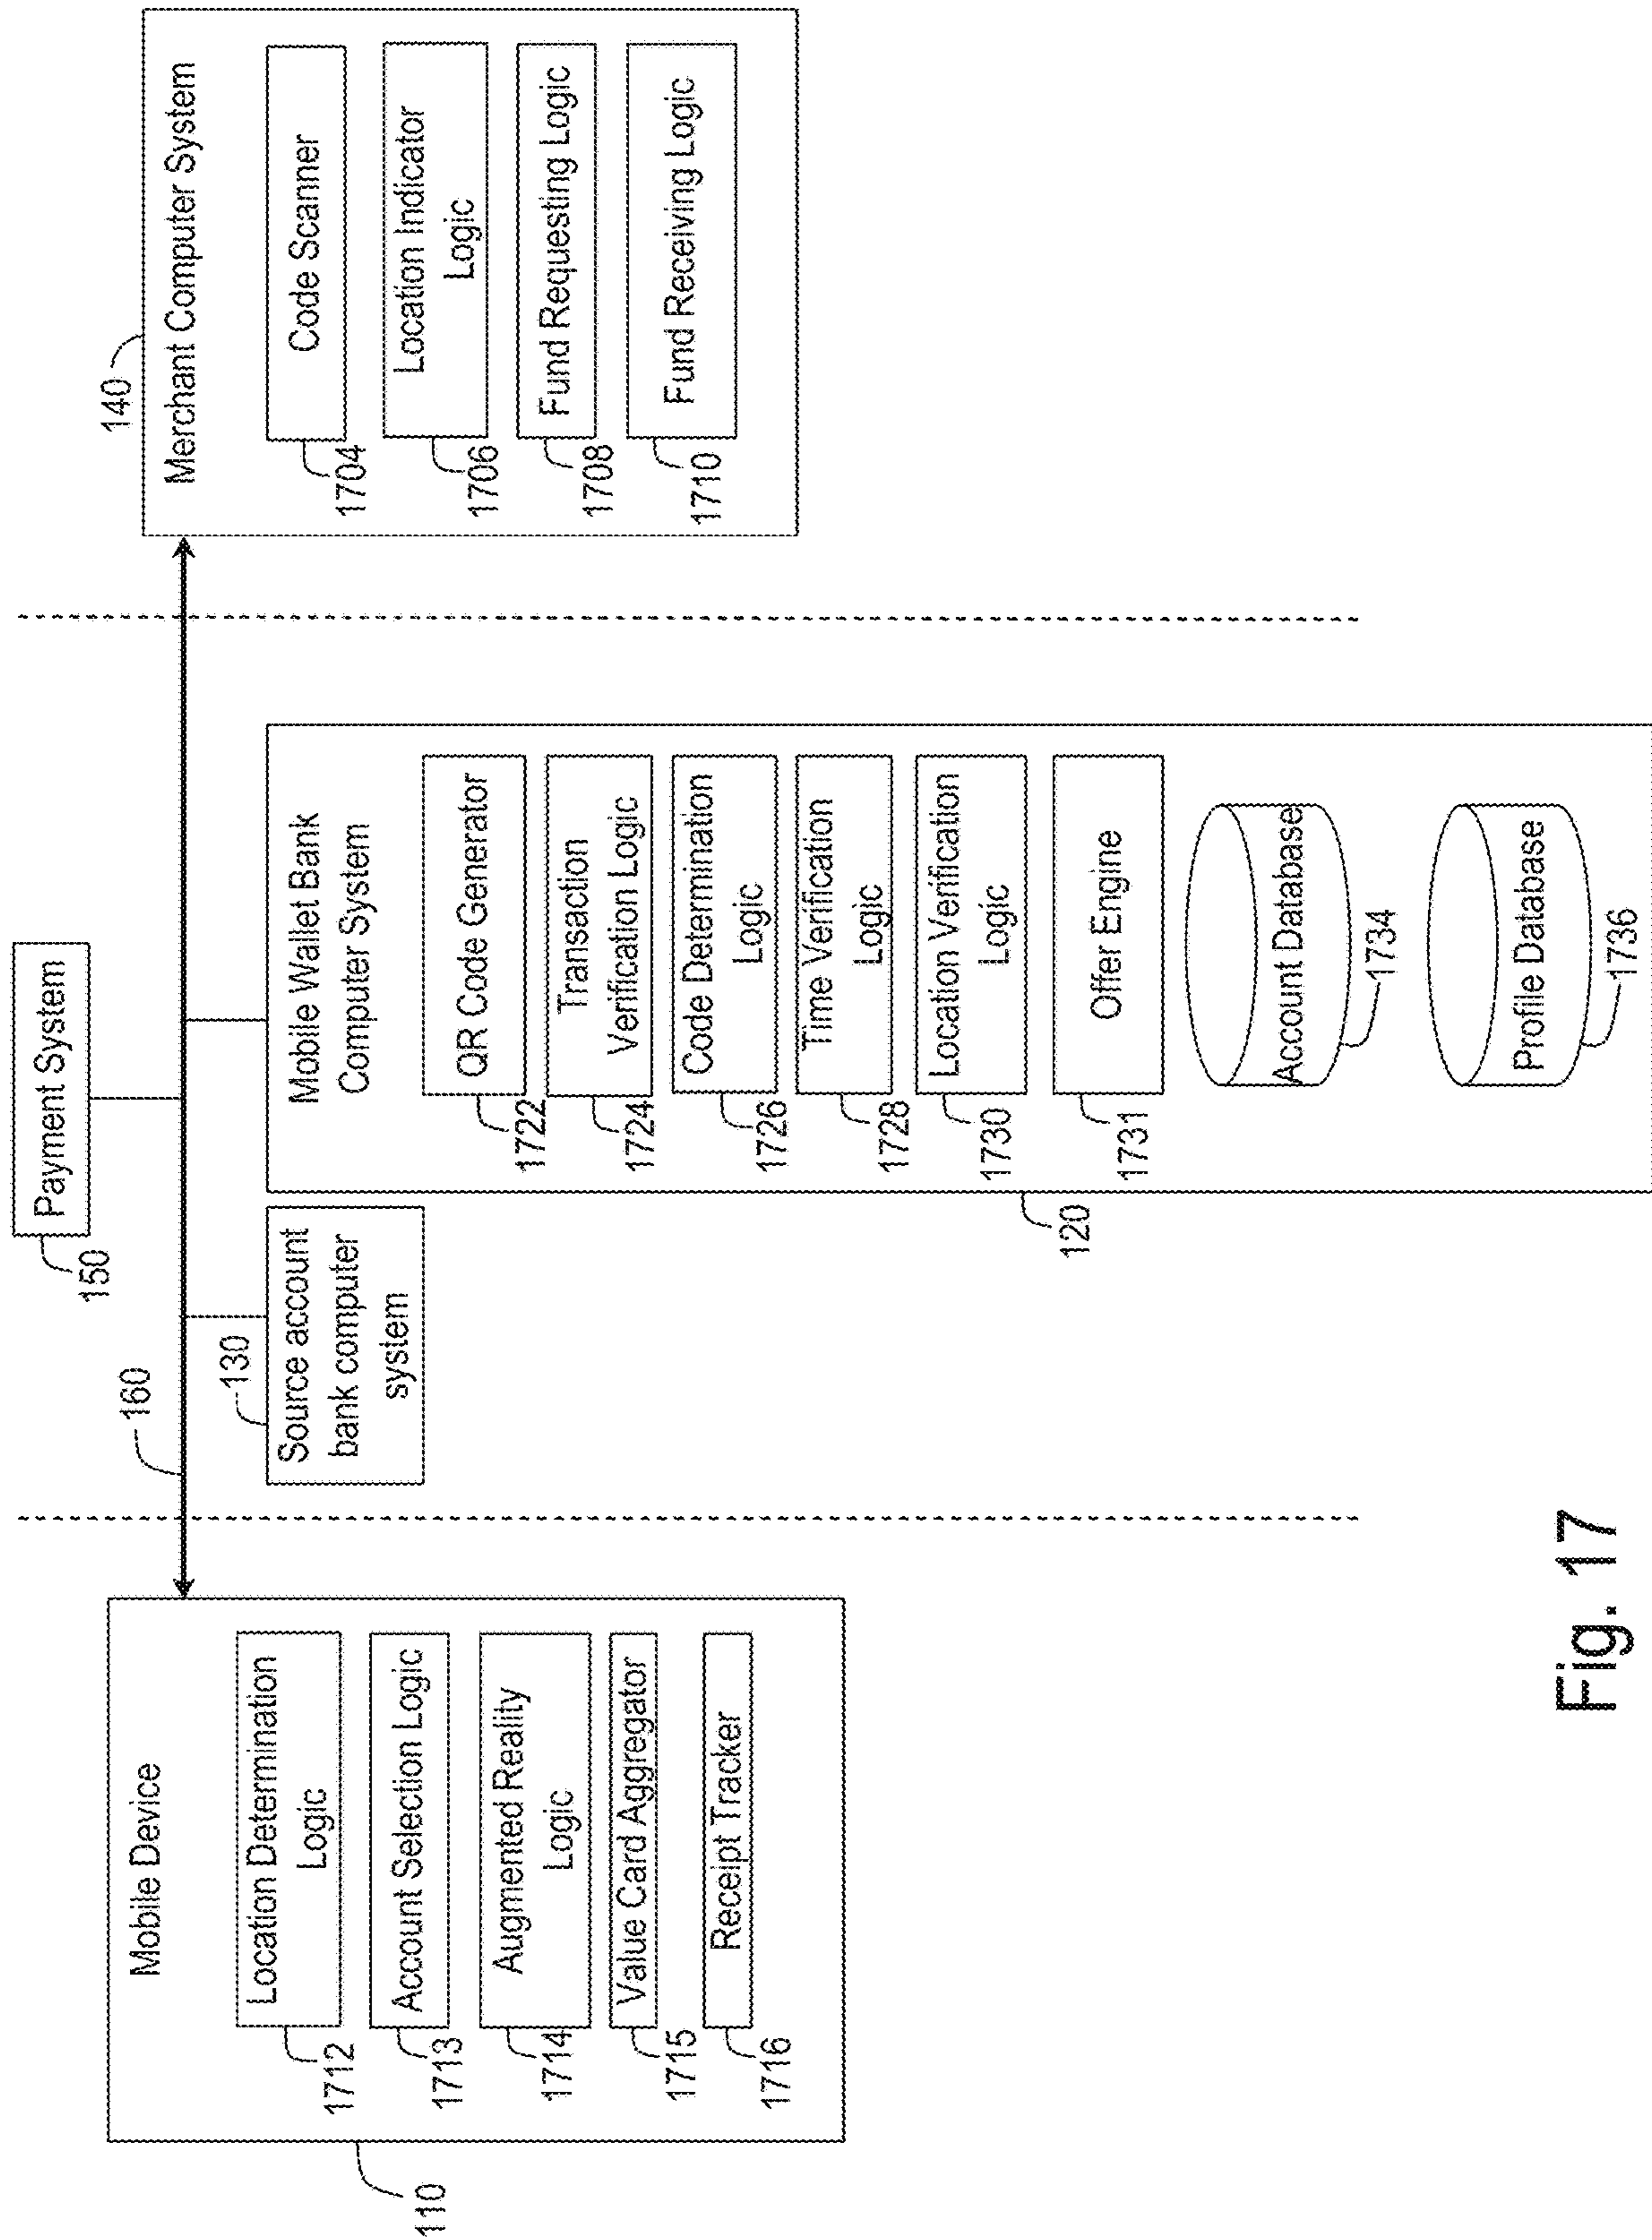 Payment System
150
160
130
Source account
bank computer
system
Mobile Device
Location Determination
Logic
1712
Account Selection Logic
1713
Augmented Reality
Logic
1714
Value Card Aggregator
1715
Receipt Tracker
1716
110
Mobile Wallet Bank
Computer System
QR Code Generator
1722
Transaction
Verification Logic
1724
Code Determination
Logic
1726
Time Verification
Logic
1728
Location Verification
Logic
1730
Offer Engine
1731
Account Database
1734
Profile Database
1736
120
140
Merchant Computer System
Code Scanner
1704
Location Indicator
Logic
1706
Fund Requesting Logic
1708
Fund Receiving Logic
1710
Fig. 17